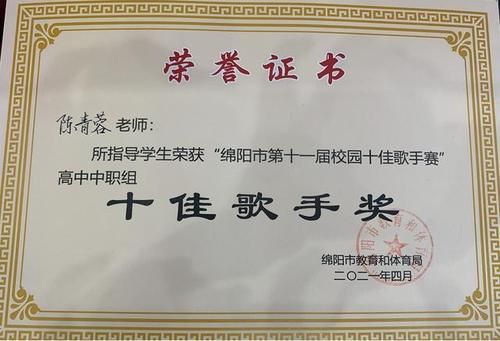 荣誉证书
陈青蓉 老师：
所指导学生荣获“绵阳市第十一届校园十佳歌手赛”
高中中职组
十佳歌手奖
绵阳市教育和体育局
二〇二一年四月